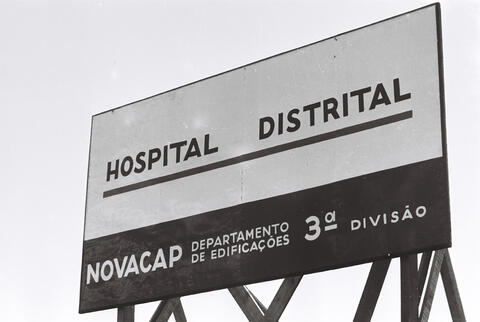 HOSPITAL DISTRITAL
NOVACAP DEPARTAMENTO DE EDIFICAÇÕES 3ª DIVISÃO